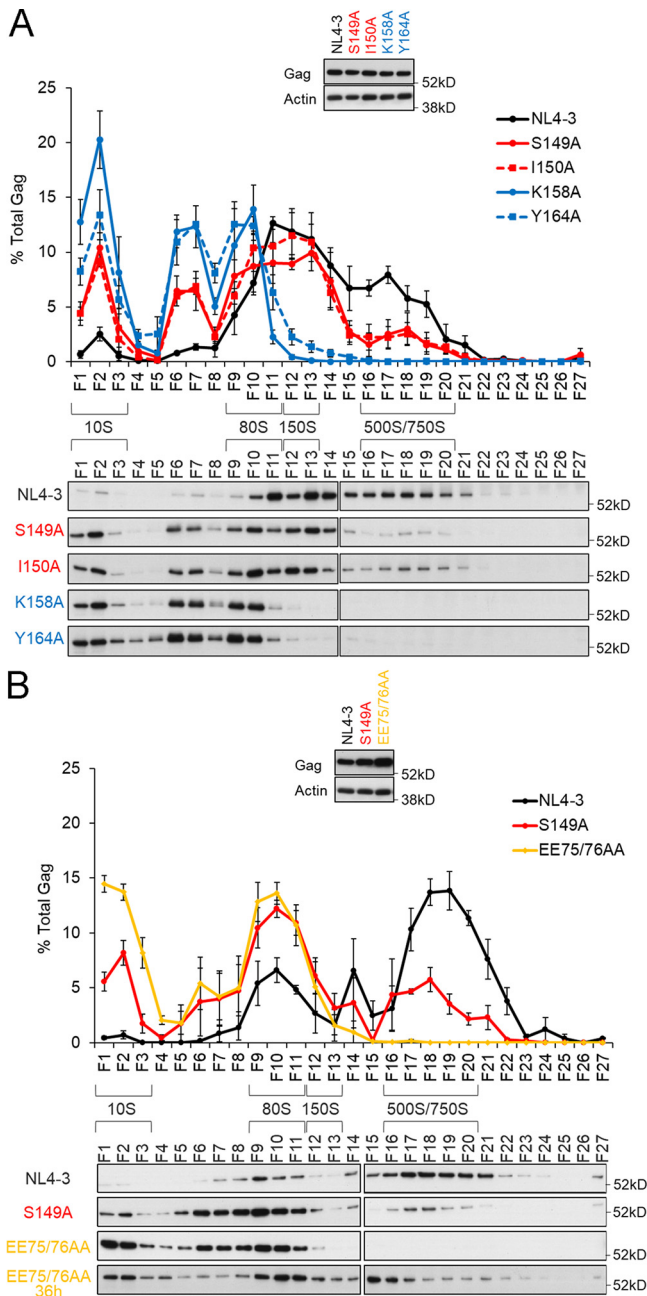 A
NL4-3
S149A
I150A
K158A
Y164A
Gag
52kD
Actin
38kD
25
20
15
10
5
0
% Total Gag
NL4-3
S149A
I150A
K158A
Y164A
F1 F2 F3 F4 F5 F6 F7 F8 F9 F10 F11 F12 F13 F14 F15 F16 F17 F18 F19 F20 F21 F22 F23 F24 F25 F26 F27
10S 80S 150S 500S/750S
F1 F2 F3 F4 F5 F6 F7 F8 F9 F10 F11 F12 F13 F14 F15 F16 F17 F18 F19 F20 F21 F22 F23 F24 F25 F26 F27
NL4-3 52kD
S149A 52kD
I150A 52kD
K158A 52kD
Y164A 52kD
B
NL4-3
S149A
EE75/76AA
Gag
52kD
Actin
38kD
25
20
15
10
5
0
% Total Gag
NL4-3
S149A
EE75/76AA
F1 F2 F3 F4 F5 F6 F7 F8 F9 F10 F11 F12 F13 F14 F15 F16 F17 F18 F19 F20 F21 F22 F23 F24 F25 F26 F27
10S 80S 150S 500S/750S
F1 F2 F3 F4 F5 F6 F7 F8 F9 F10 F11 F12 F13 F14 F15 F16 F17 F18 F19 F20 F21 F22 F23 F24 F25 F26 F27
NL4-3 52kD
S149A 52kD
EE75/76AA 52kD
EE75/76AA 52kD
36h